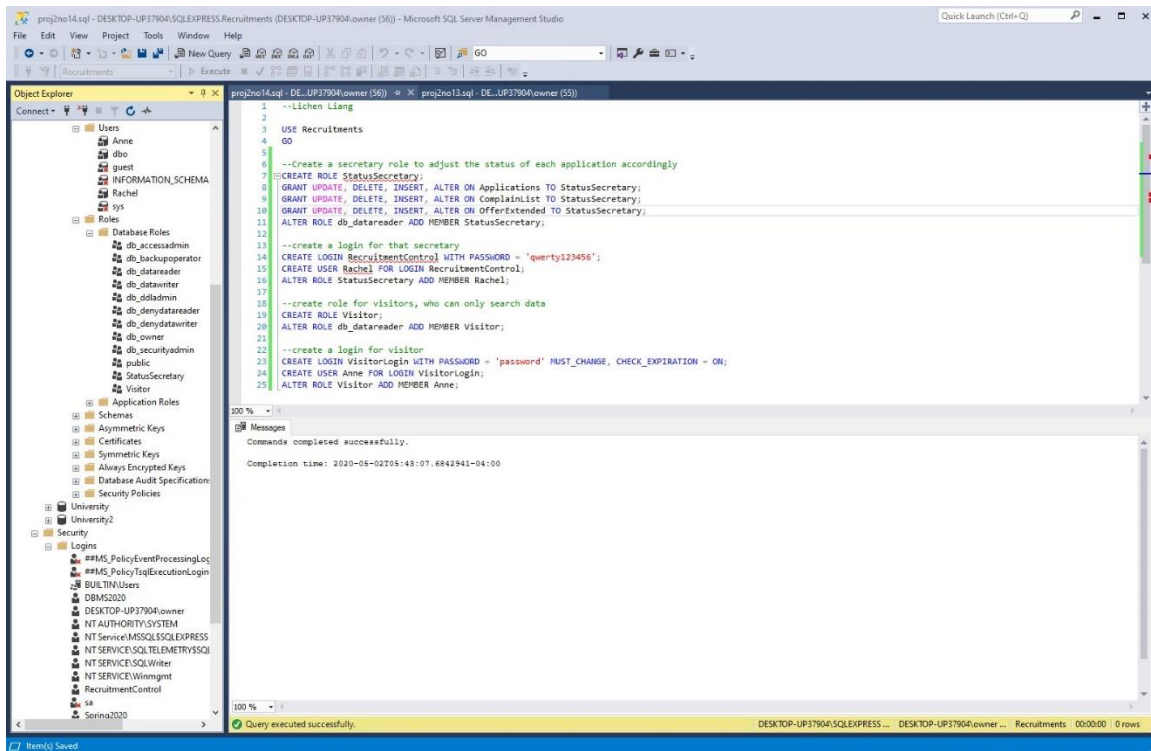 proj2no14.sql - DESKTOP-UP37904\SQLEXPRESS.Recruitments (DESKTOP-UP37904\owner (56)) - Microsoft SQL Server Management Studio
Quick Launch (Ctrl+Q)
File Edit View Project Tools Window Help
New Query
GO
Recruitments
Execute
Object Explorer
Connect
Users
Anne
dbo
guest
INFORMATION_SCHEMA
Rachel
sys
Roles
Database Roles
db_accessadmin
db_backupoperator
db_datareader
db_datawriter
db_ddladmin
db_denydatareader
db_denydatawriter
db_owner
db_securityadmin
public
StatusSecretary
Visitor
Application Roles
Schemas
Asymmetric Keys
Certificates
Symmetric Keys
Always Encrypted Keys
Database Audit Specification
Security Policies
University
University2
Security
Logins
##MS_PolicyEventProcessingLog
##MS_PolicyTsqlExecutionLogin
BUILTIN\Users
DBMS2020
DESKTOP-UP37904\owner
NT AUTHORITY\SYSTEM
NT Service\MSSQL$SQLEXPRESS
NT SERVICE\SQLTELEMETRY$SQL
NT SERVICE\SQLWriter
NT SERVICE\Winmgmt
RecruitmentControl
sa
Spring2020
proj2no14.sql - DE...UP37904\owner (56)) proj2no13.sql - DE...UP37904\owner (55))
1 --Lichen Liang
2
3 USE Recruitments
4 GO
5
6 --Create a secretary role to adjust the status of each application accordingly
7 CREATE ROLE StatusSecretary;
8 GRANT UPDATE, DELETE, INSERT, ALTER ON Applications TO StatusSecretary;
9 GRANT UPDATE, DELETE, INSERT, ALTER ON ComplainList TO StatusSecretary;
10 GRANT UPDATE, DELETE, INSERT, ALTER ON OfferExtended TO StatusSecretary;
11 ALTER ROLE db_datareader ADD MEMBER StatusSecretary;
12
13 --create a login for that secretary
14 CREATE LOGIN RecruitmentControl WITH PASSWORD = 'qwerty123456';
15 CREATE USER Rachel FOR LOGIN RecruitmentControl;
16 ALTER ROLE StatusSecretary ADD MEMBER Rachel;
17
18 --create role for visitors, who can only search data
19 CREATE ROLE Visitor;
20 ALTER ROLE db_datareader ADD MEMBER Visitor;
21
22 --create a login for visitor
23 CREATE LOGIN VisitorLogin WITH PASSWORD = 'password' MUST_CHANGE, CHECK_EXPIRATION = ON;
24 CREATE USER Anne FOR LOGIN VisitorLogin;
25 ALTER ROLE Visitor ADD MEMBER Anne;
100 %
Messages
Commands completed successfully.
Completion time: 2020-05-02T05:43:07.6842941-04:00
100 %
Query executed successfully. DESKTOP-UP37904\SQLEXPRESS ... DESKTOP-UP37904\owner ... Recruitments 00:00:00 0 rows
Item(s) Saved